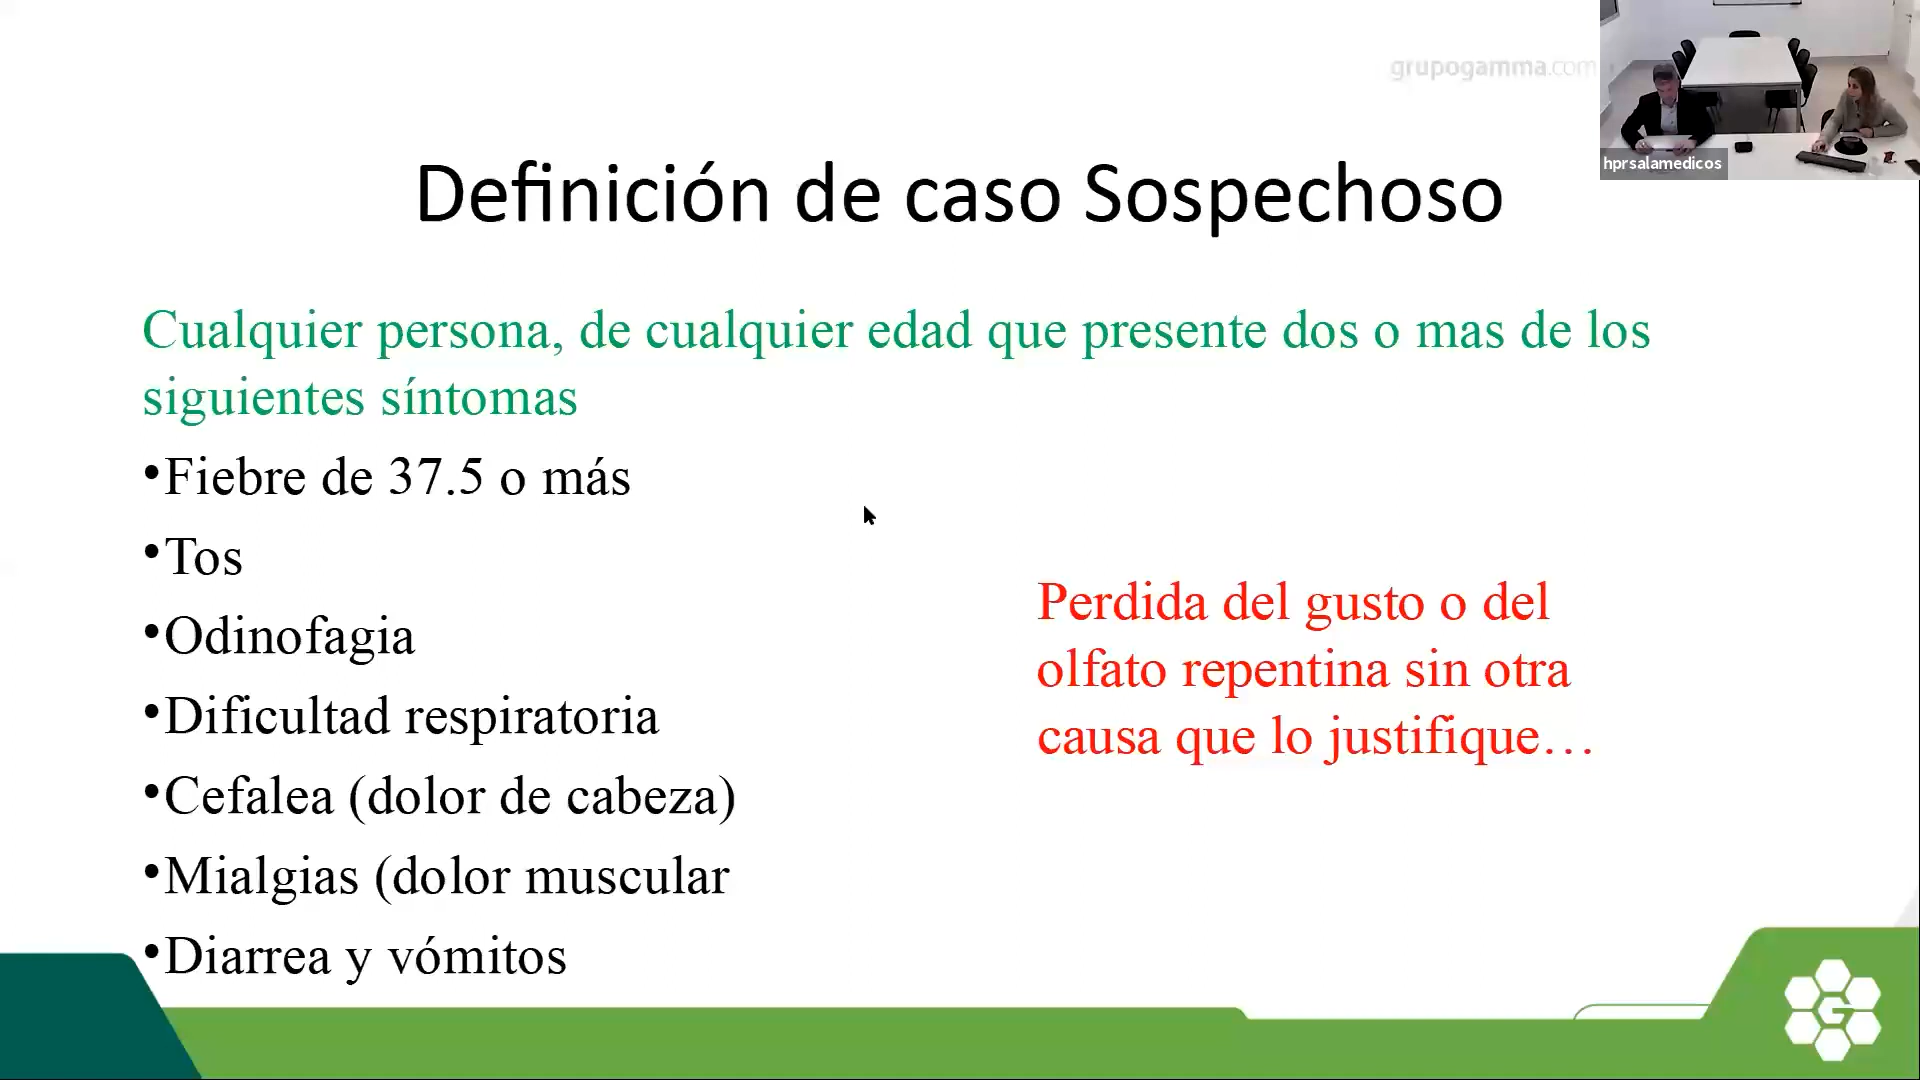 grupogamma.com
hprsalamedicos
Definición de caso Sospechoso
Cualquier persona, de cualquier edad que presente dos o mas de los
siguientes síntomas
•Fiebre de 37.5 o más
•Tos
•Odinofagia
•Dificultad respiratoria
•Cefalea (dolor de cabeza)
•Mialgias (dolor muscular
•Diarrea y vómitos
Perdida del gusto o del
olfato repentina sin otra
causa que lo justifique…
G